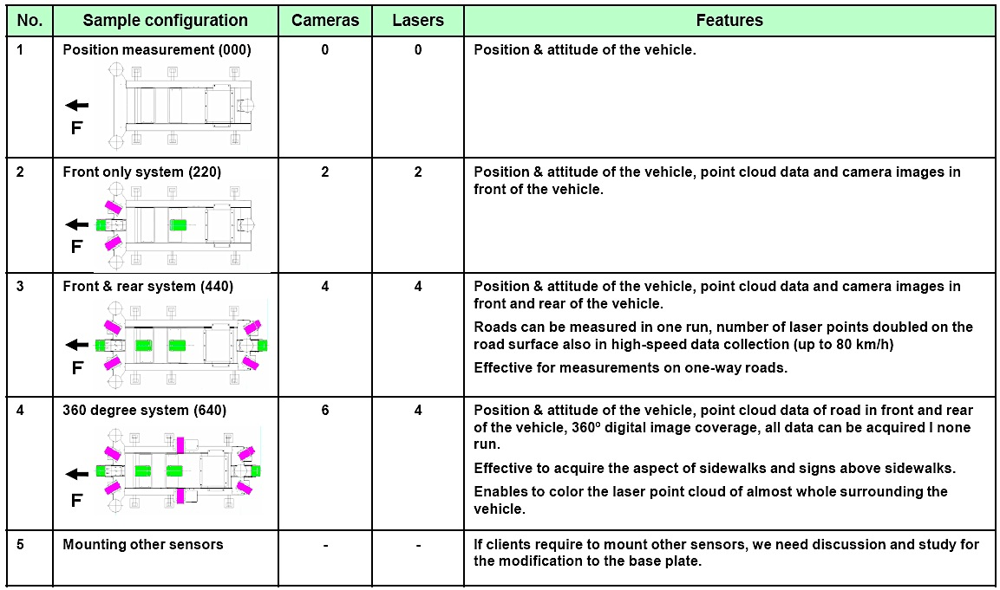 No. Sample configuration Cameras Lasers Features
1 Position measurement (000) 0 0 Position & attitude of the vehicle.
F
2 Front only system (220) 2 2 Position & attitude of the vehicle, point cloud data and camera images in
front of the vehicle.
F
3 Front & rear system (440) 4 4 Position & attitude of the vehicle, point cloud data and camera images in
front and rear of the vehicle.
Roads can be measured in one run, number of laser points doubled on the
road surface also in high-speed data collection (up to 80 km/h)
Effective for measurements on one-way roads.
F
4 360 degree system (640) 6 4 Position & attitude of the vehicle, point cloud data of road in front and rear
of the vehicle, 360º digital image coverage, all data can be acquired I none
run.
Effective to acquire the aspect of sidewalks and signs above sidewalks.
Enables to color the laser point cloud of almost whole surrounding the
vehicle.
F
5 Mounting other sensors - - If clients require to mount other sensors, we need discussion and study for
the modification to the base plate.